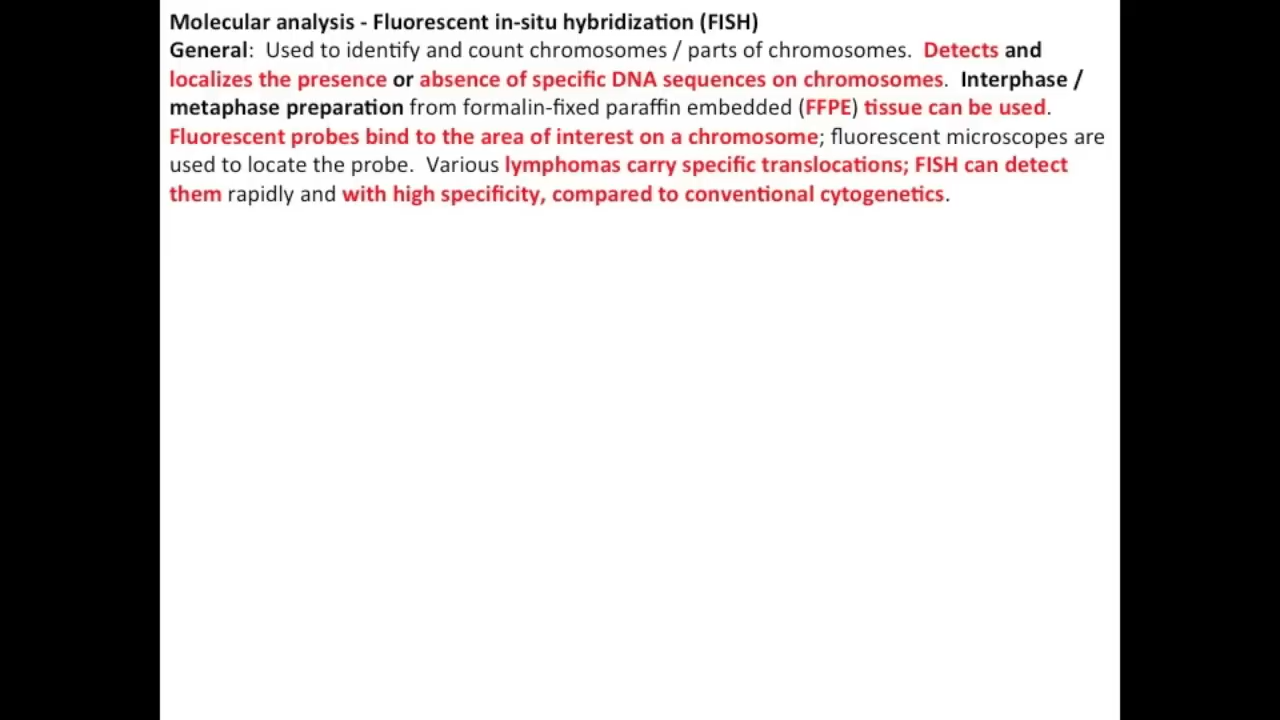 Molecular analysis - Fluorescent in-situ hybridization (FISH)
General:  Used to identify and count chromosomes / parts of chromosomes.  Detects and
localizes the presence or absence of specific DNA sequences on chromosomes.  Interphase /
metaphase preparation from formalin-fixed paraffin embedded (FFPE) tissue can be used.
Fluorescent probes bind to the area of interest on a chromosome; fluorescent microscopes are
used to locate the probe.  Various lymphomas carry specific translocations; FISH can detect
them rapidly and with high specificity, compared to conventional cytogenetics.